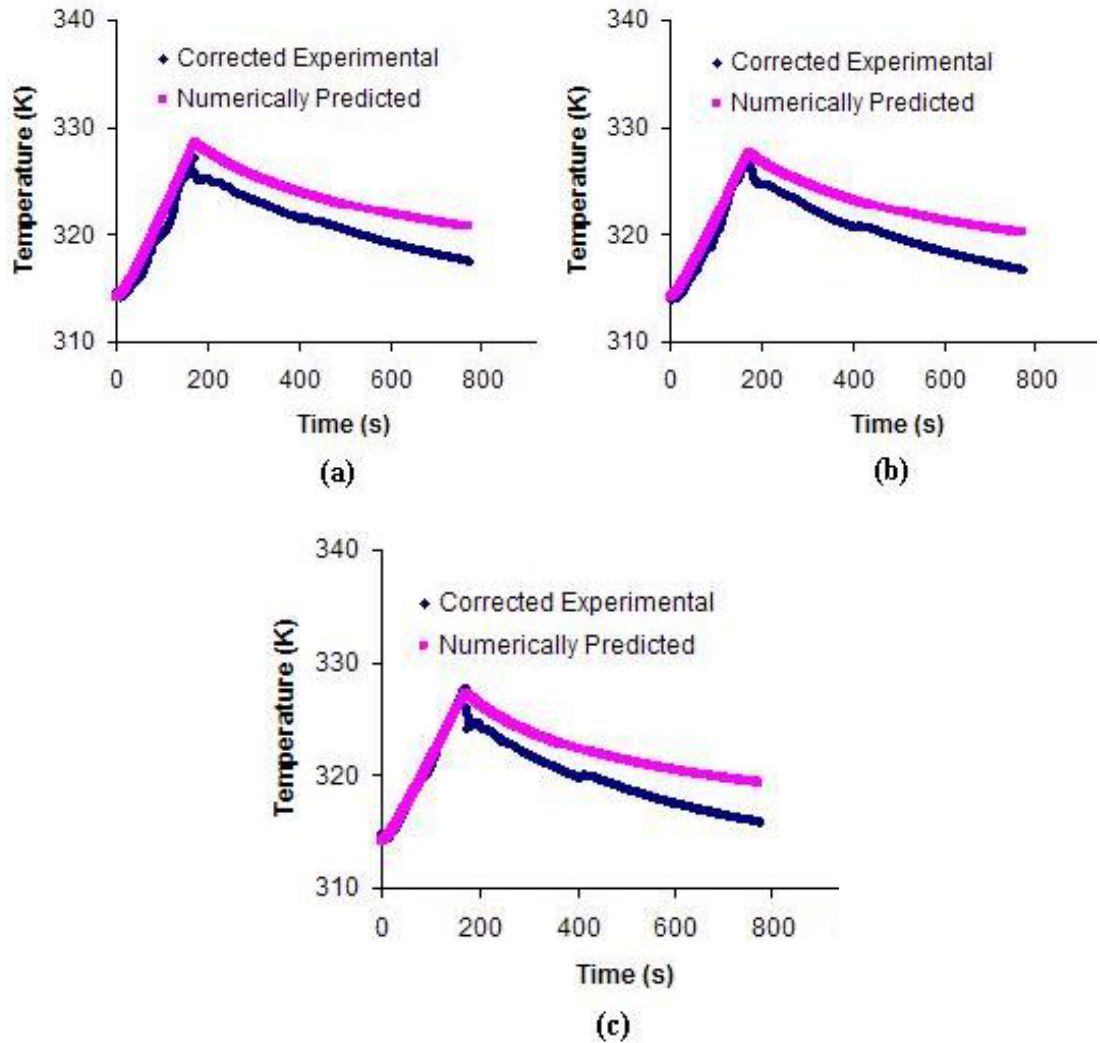 340
Corrected Experimental
Numerically Predicted
330
320
310
Temperature (K)
0 200 400 600 800
Time (s)
(a)
340
Corrected Experimental
Numerically Predicted
330
320
310
Temperature (K)
0 200 400 600 800
Time (s)
(b)
340
Corrected Experimental
Numerically Predicted
330
320
310
Temperature (K)
0 200 400 600 800
Time (s)
(c)